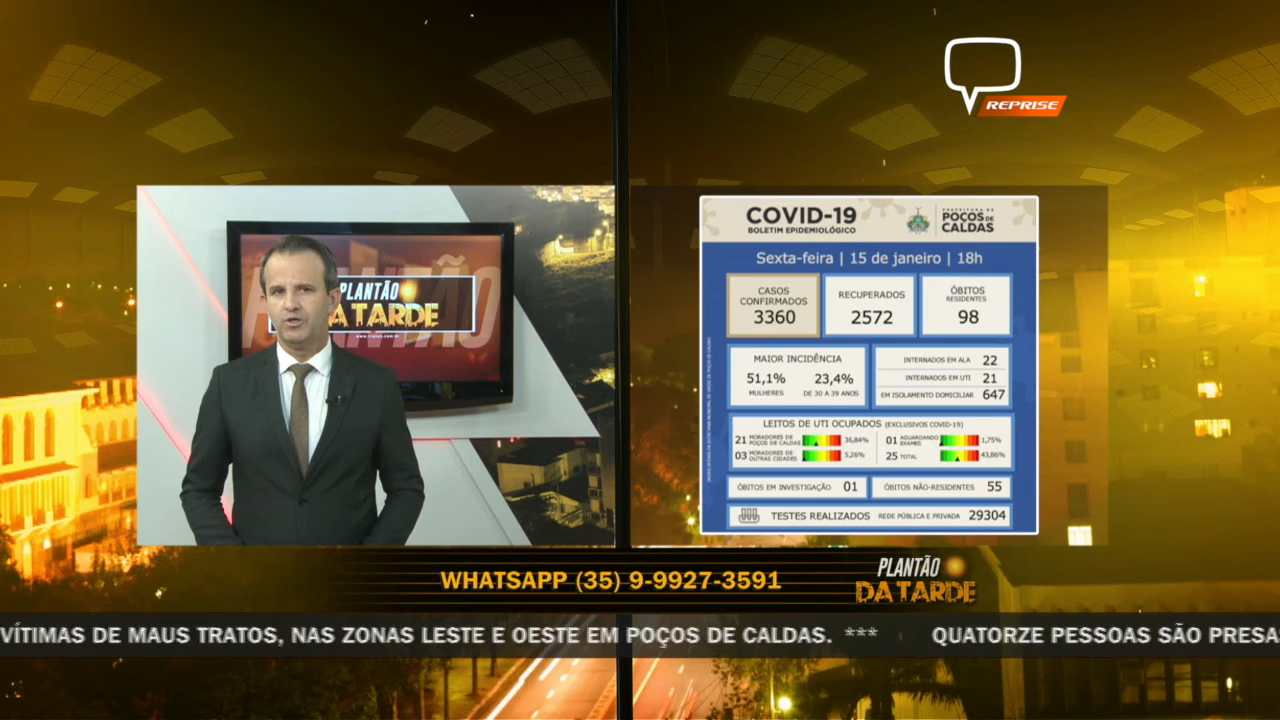 REPRISE
PLANTÃO
DA TARDE
COVID-19
BOLETIM EPIDEMIOLÓGICO
PREFEITURA DE
POÇOS DE
CALDAS
Sexta-feira | 15 de janeiro | 18h
CASOS
CONFIRMADOS
3360
RECUPERADOS
2572
ÓBITOS
RESIDENTES
98
MAIOR INCIDÊNCIA
51,1% 23,4%
MULHERES DE 30 A 39 ANOS
INTERNADOS EM ALA 22
INTERNADOS EM UTI 21
EM ISOLAMENTO DOMICILIAR 647
LEITOS DE UTI OCUPADOS (EXCLUSIVOS COVID-19)
21 MORADORES DE POÇOS DE CALDAS 36,84%
03 MORADORES DE OUTRAS CIDADES 5,26%
01 AGUARDANDO EXAMES 1,75%
25 TOTAL 43,86%
ÓBITOS EM INVESTIGAÇÃO 01
ÓBITOS NÃO-RESIDENTES 55
TESTES REALIZADOS REDE PÚBLICA E PRIVADA 29304
WHATSAPP (35) 9-9927-3591
PLANTÃO
DA TARDE
VÍTIMAS DE MAUS TRATOS, NAS ZONAS LESTE E OESTE EM POÇOS DE CALDAS. *** QUATORZE PESSOAS SÃO PRESA